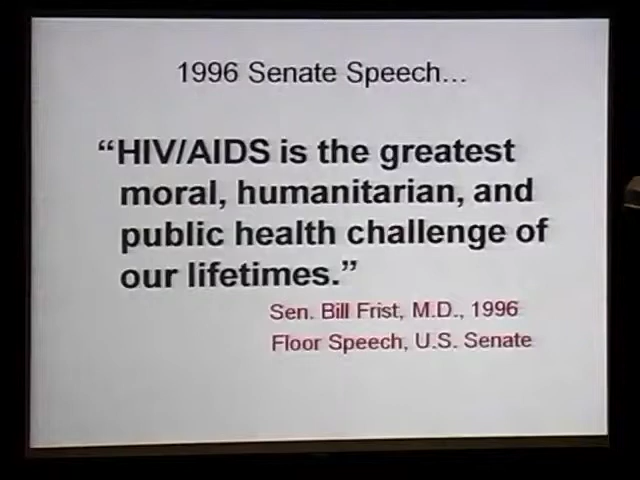 1996 Senate Speech...
“HIV/AIDS is the greatest
moral, humanitarian, and
public health challenge of
our lifetimes.”
Sen. Bill Frist, M.D., 1996
Floor Speech, U.S. Senate